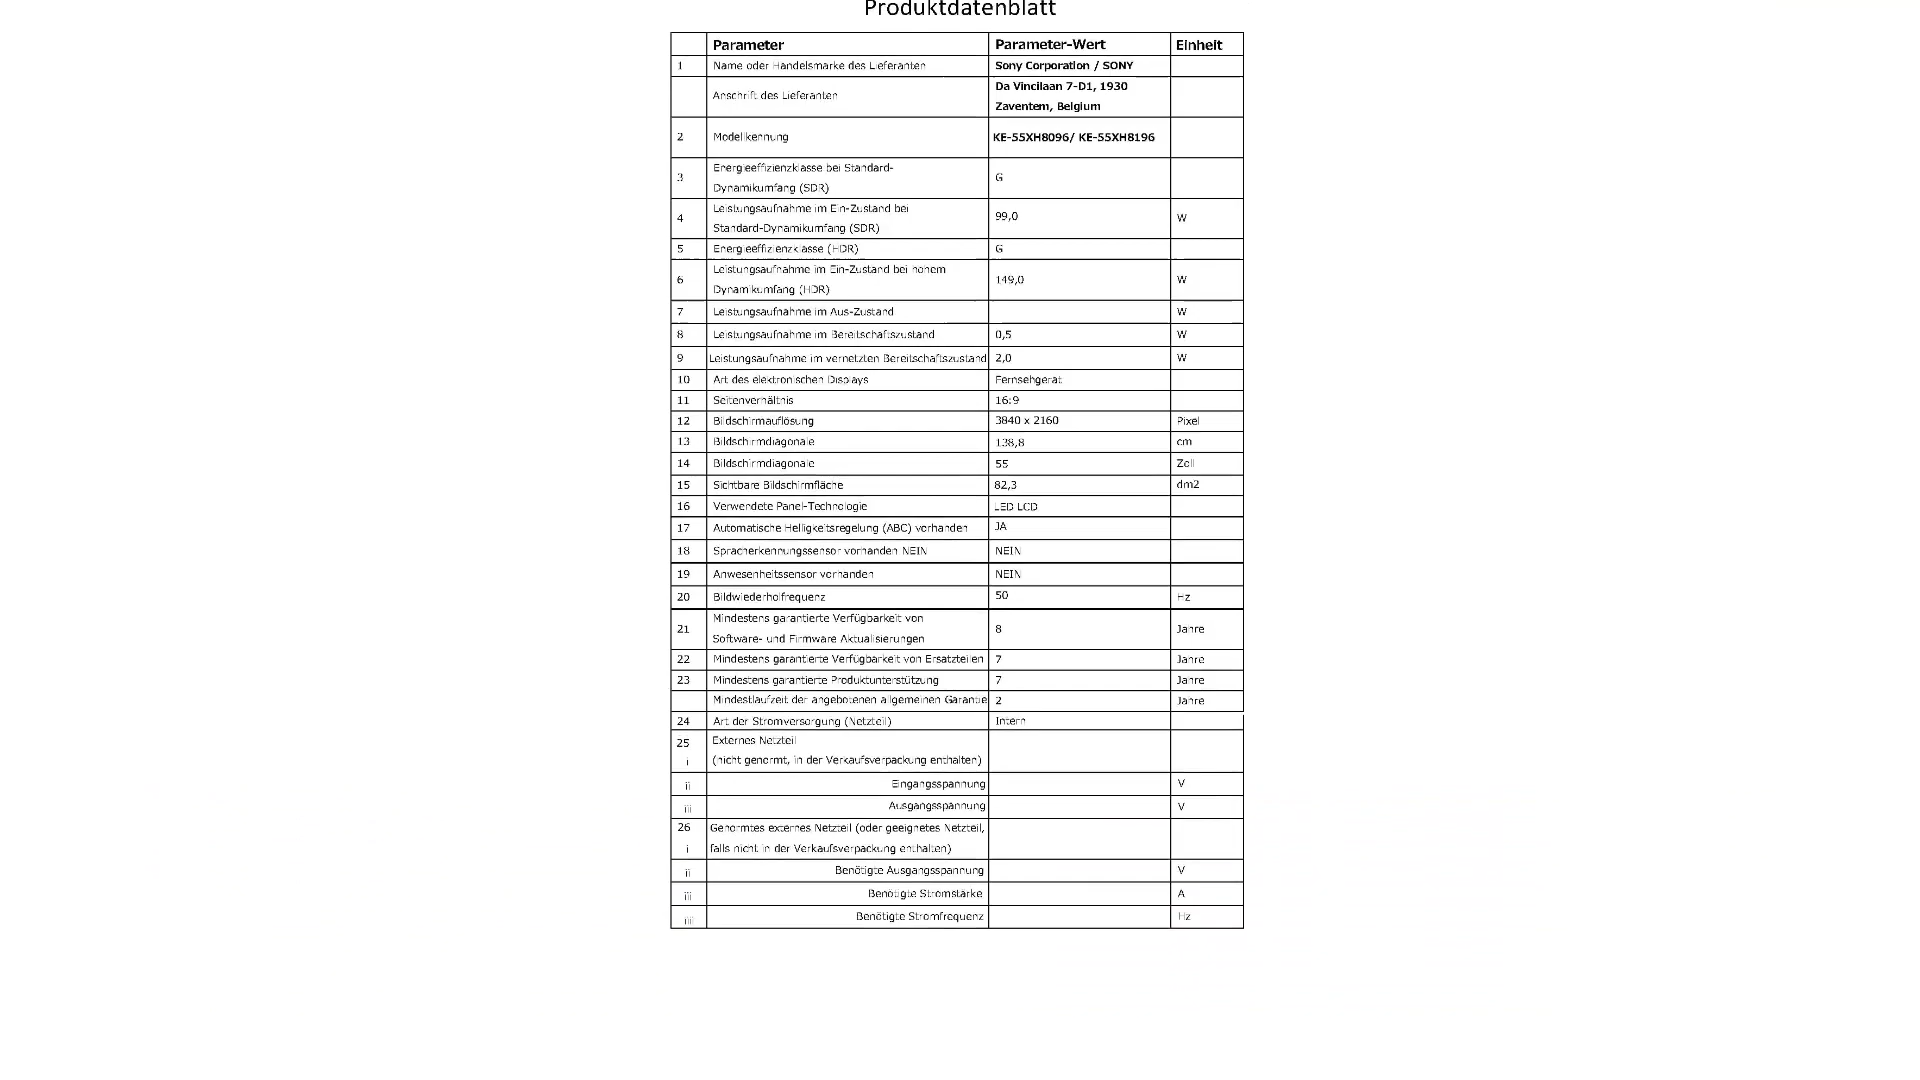 Produktdatenblatt
Parameter Parameter-Wert Einheit
1 Name oder Handelsmarke des Lieferanten Sony Corporation / SONY
Anschrift des Lieferanten Da Vincilaan 7-D1, 1930
Zaventem, Belgium
2 Modellkennung KE-55XH8096/ KE-55XH8196
3 Energieeffizienzklasse bei Standard-
Dynamikumfang (SDR) G
4 Leistungsaufnahme im Ein-Zustand bei
Standard-Dynamikumfang (SDR) 99,0 W
5 Energieeffizienzklasse (HDR) G
6 Leistungsaufnahme im Ein-Zustand bei hohem
Dynamikumfang (HDR) 149,0 W
7 Leistungsaufnahme im Aus-Zustand W
8 Leistungsaufnahme im Bereitschaftszustand 0,5 W
9 Leistungsaufnahme im vernetzten Bereitschaftszustand 2,0 W
10 Art des elektronischen Displays Fernsehgerät
11 Seitenverhältnis 16:9
12 Bildschirmauflösung 3840 x 2160 Pixel
13 Bildschirmdiagonale 138,8 cm
14 Bildschirmdiagonale 55 Zoll
15 Sichtbare Bildschirmfläche 82,3 dm2
16 Verwendete Panel-Technologie LED LCD
17 Automatische Helligkeitsregelung (ABC) vorhanden JA
18 Spracherkennungssensor vorhanden NEIN NEIN
19 Anwesenheitssensor vorhanden NEIN
20 Bildwiederholfrequenz 50 Hz
21 Mindestens garantierte Verfügbarkeit von
Software- und Firmware Aktualisierungen 8 Jahre
22 Mindestens garantierte Verfügbarkeit von Ersatzteilen 7 Jahre
23 Mindestens garantierte Produktunterstützung 7 Jahre
Mindestlaufzeit der angebotenen allgemeinen Garantie 2 Jahre
24 Art der Stromversorgung (Netzteil) Intern
25 Externes Netzteil
i (nicht genormt, in der Verkaufsverpackung enthalten)
ii Eingangsspannung V
iii Ausgangsspannung V
26 Genormtes externes Netzteil (oder geeignetes Netzteil,
i falls nicht in der Verkaufsverpackung enthalten)
ii Benötigte Ausgangsspannung V
iii Benötigte Stromstärke A
iiii Benötigte Stromfrequenz Hz